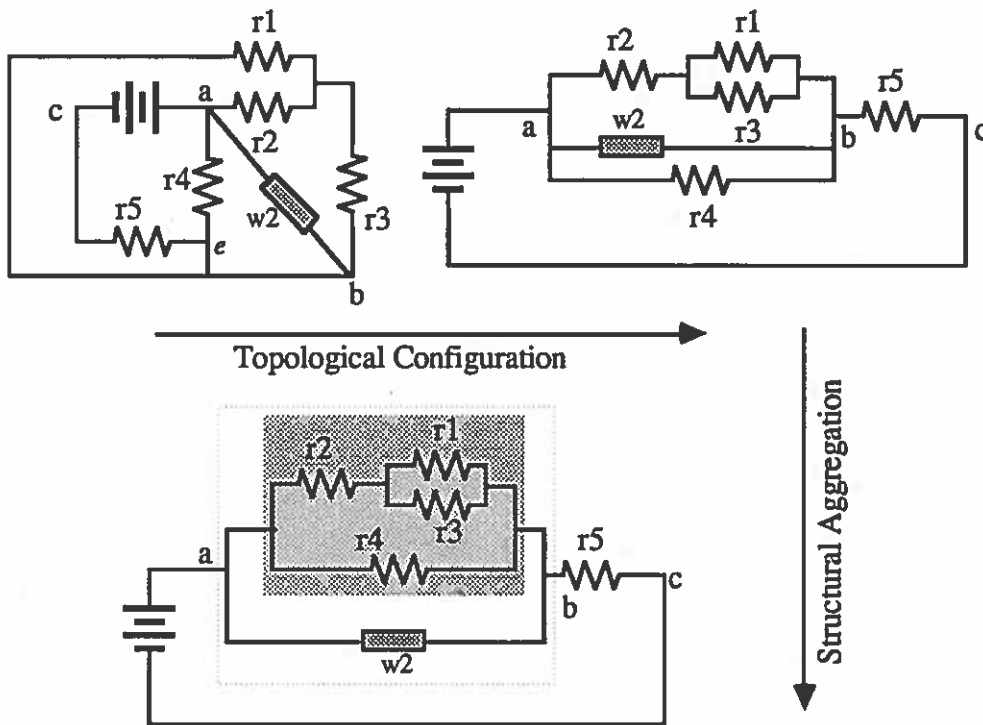 r1
c
a
r2
r4
w2
r3
r5
e
b
r1
r2
r5
r3
w2
a
b
c
r4
Topological Configuration
Structural Aggregation
r1
r2
r3
r4
r5
a
b
c
w2